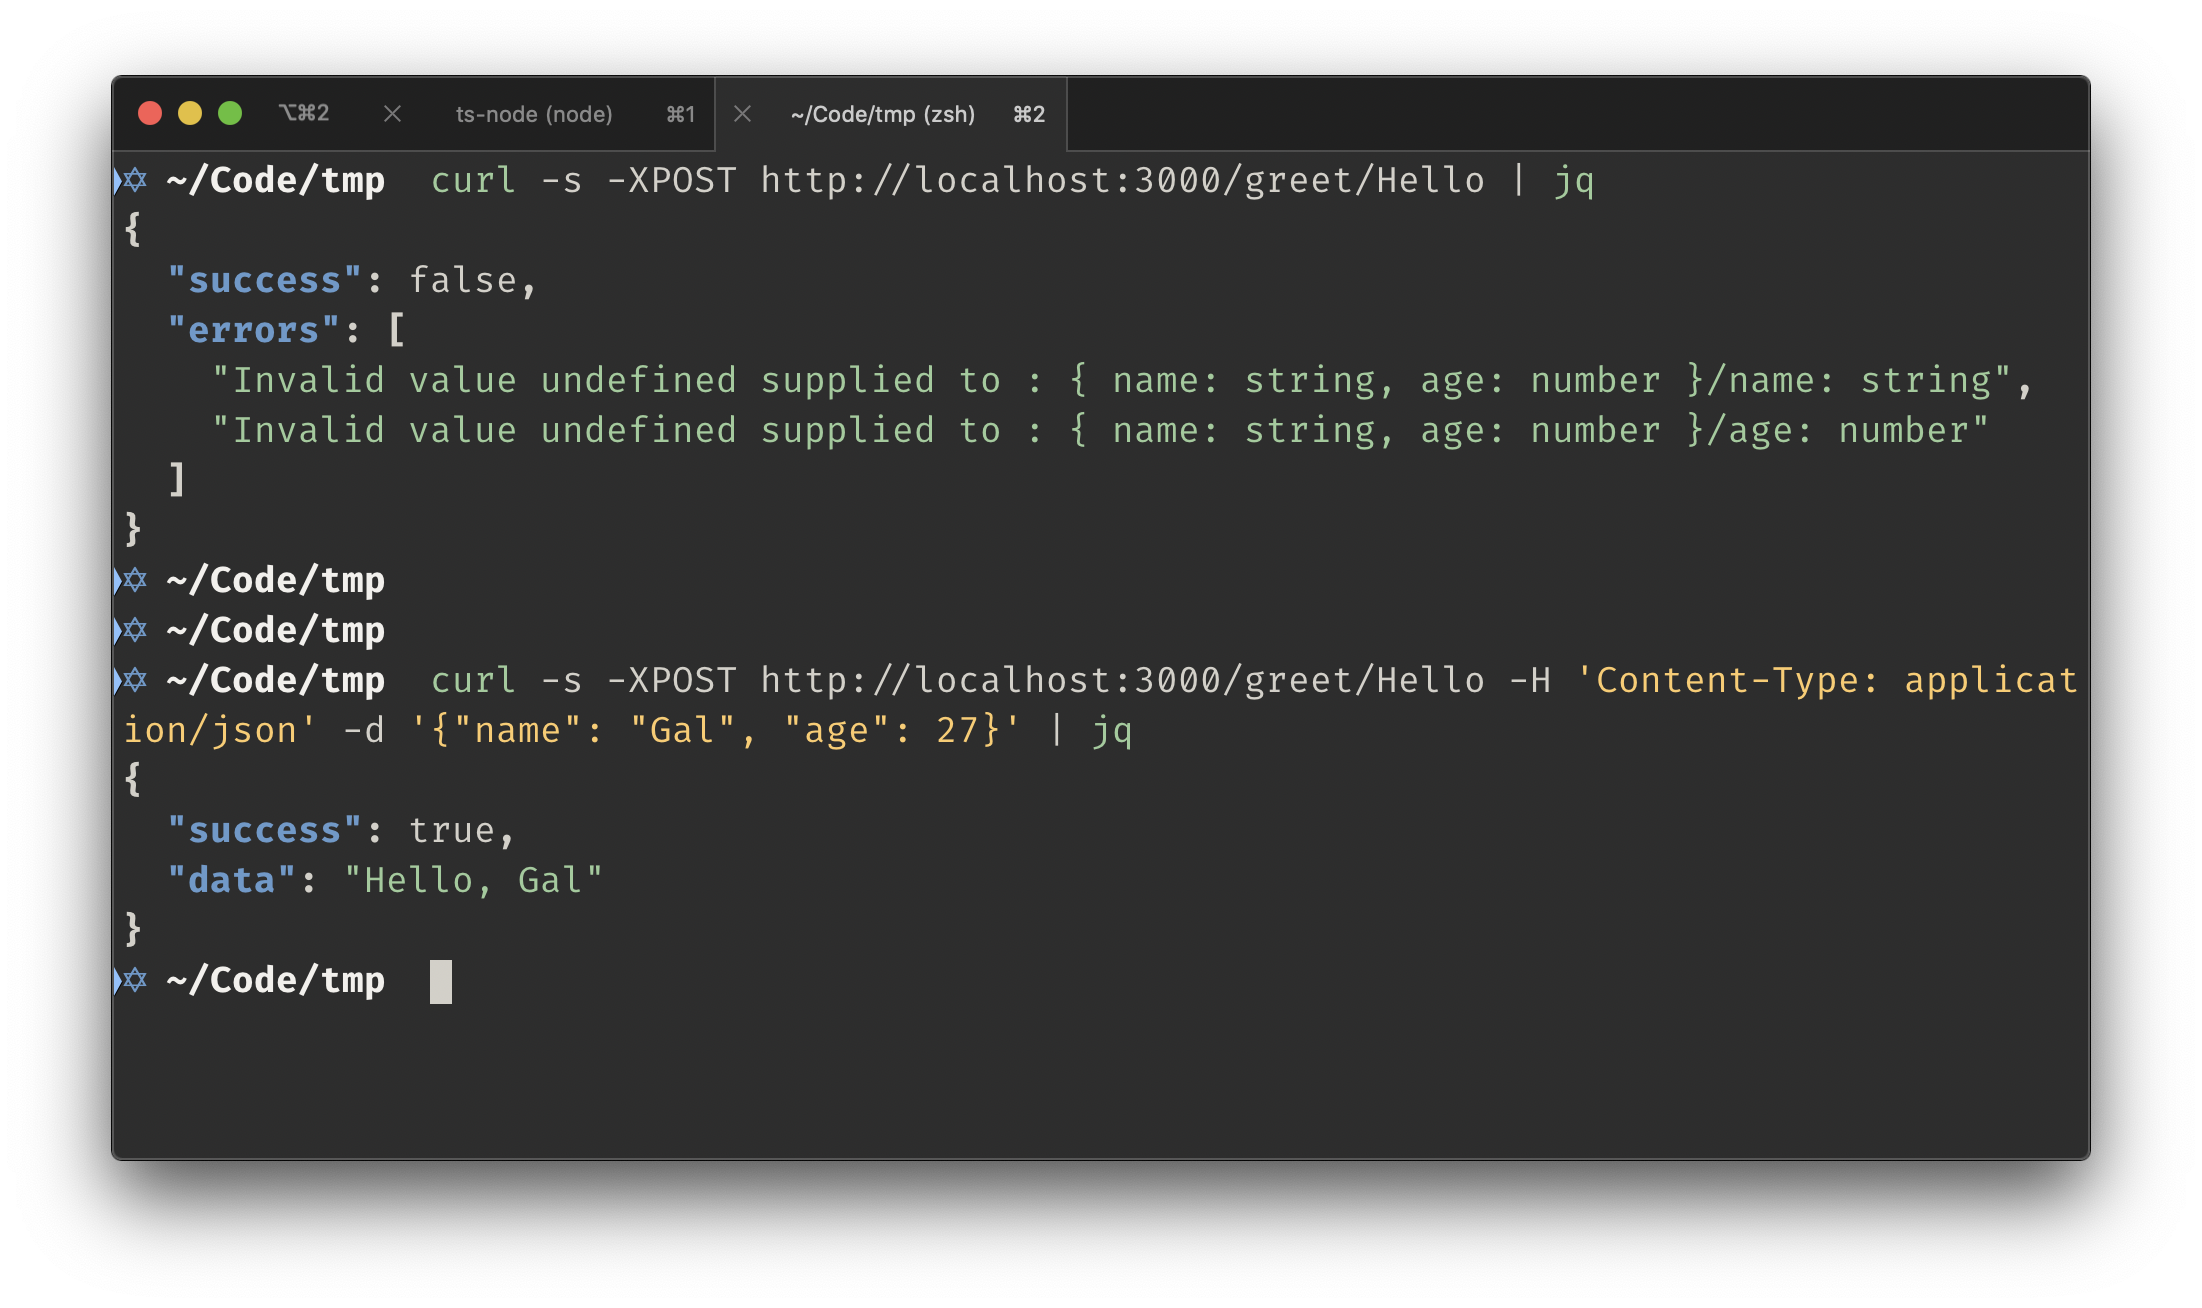 ⌥⌘2 ts-node (node) ⌘1 ~/Code/tmp (zsh) ⌘2
✡ ~/Code/tmp  curl -s -XPOST http://localhost:3000/greet/Hello | jq
{
  "success": false,
  "errors": [
    "Invalid value undefined supplied to : { name: string, age: number }/name: string",
    "Invalid value undefined supplied to : { name: string, age: number }/age: number"
  ]
}
✡ ~/Code/tmp
✡ ~/Code/tmp
✡ ~/Code/tmp  curl -s -XPOST http://localhost:3000/greet/Hello -H 'Content-Type: applicat
ion/json' -d '{"name": "Gal", "age": 27}' | jq
{
  "success": true,
  "data": "Hello, Gal"
}
✡ ~/Code/tmp